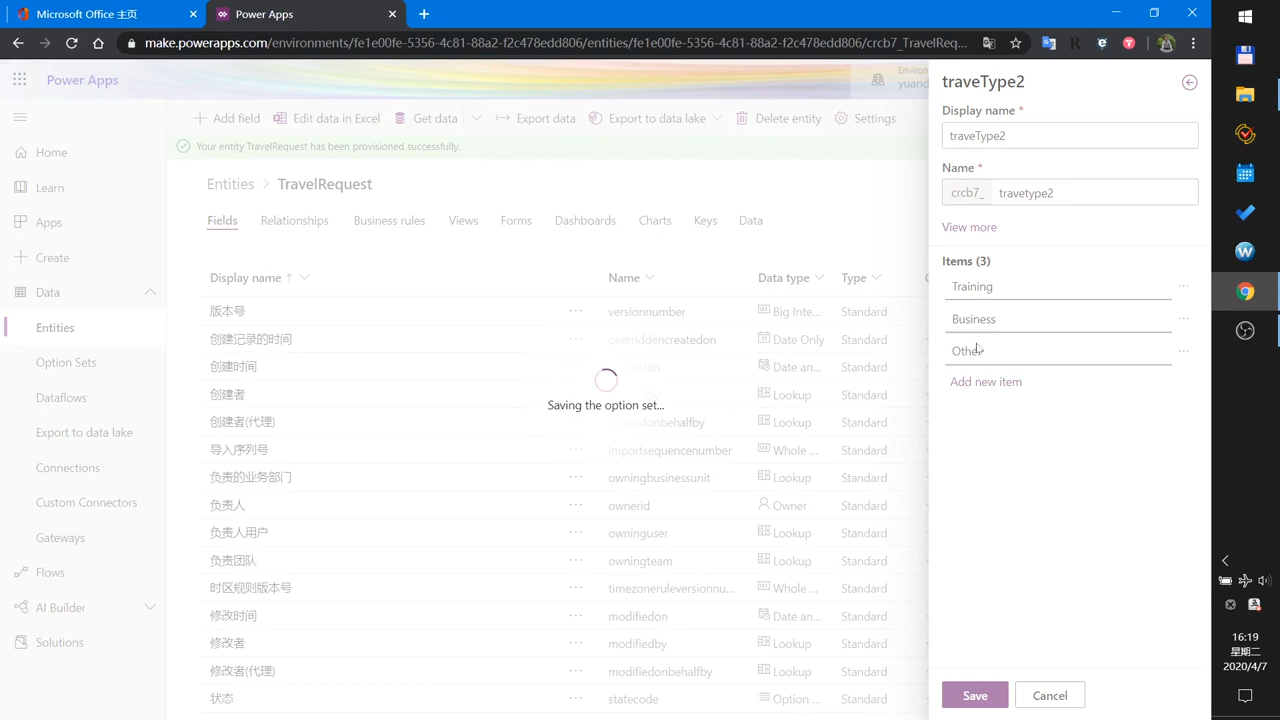 Microsoft Office 主页
Power Apps
make.powerapps.com/environments/fe1e00fe-5356-4c81-88a2-f2c478edd806/entities/fe1e00fe-5356-4c81-88a2-f2c478edd806/crcb7_TravelReq...
Power Apps
Environ
yuand
Add field
Edit data in Excel
Get data
Export data
Export to data lake
Delete entity
Settings
Your entity TravelRequest has been provisioned successfully.
Home
Learn
Apps
Create
Data
Entities
Option Sets
Dataflows
Export to data lake
Connections
Custom Connectors
Gateways
Flows
AI Builder
Solutions
Entities > TravelRequest
Fields Relationships Business rules Views Forms Dashboards Charts Keys Data
Display name Name Data type Type
版本号 ... versionnumber Big Inte... Standard
创建记录的时间 ... overriddencreatedon Date Only Standard
创建时间 ... Date an... Standard
创建者 ... Lookup Standard
创建者(代理) ... Lookup Standard
导入序列号 ... importsequencenumber Whole ... Standard
负责的业务部门 ... owningbusinessunit Lookup Standard
负责人 ... ownerid Owner Standard
负责人用户 ... owninguser Lookup Standard
负责团队 ... owningteam Lookup Standard
时区规则版本号 ... timezoneruleversionnu... Whole ... Standard
修改时间 ... modifiedon Date an... Standard
修改者 ... modifiedby Lookup Standard
修改者(代理) ... modifiedonbehalfby Lookup Standard
状态 ... statecode Option ... Standard
Saving the option set...
traveType2
Display name *
traveType2
Name *
crcb7_ travetype2
View more
Items (3)
Training ...
Business ...
Other ...
Add new item
Save Cancel
16:19
星期二
2020/4/7